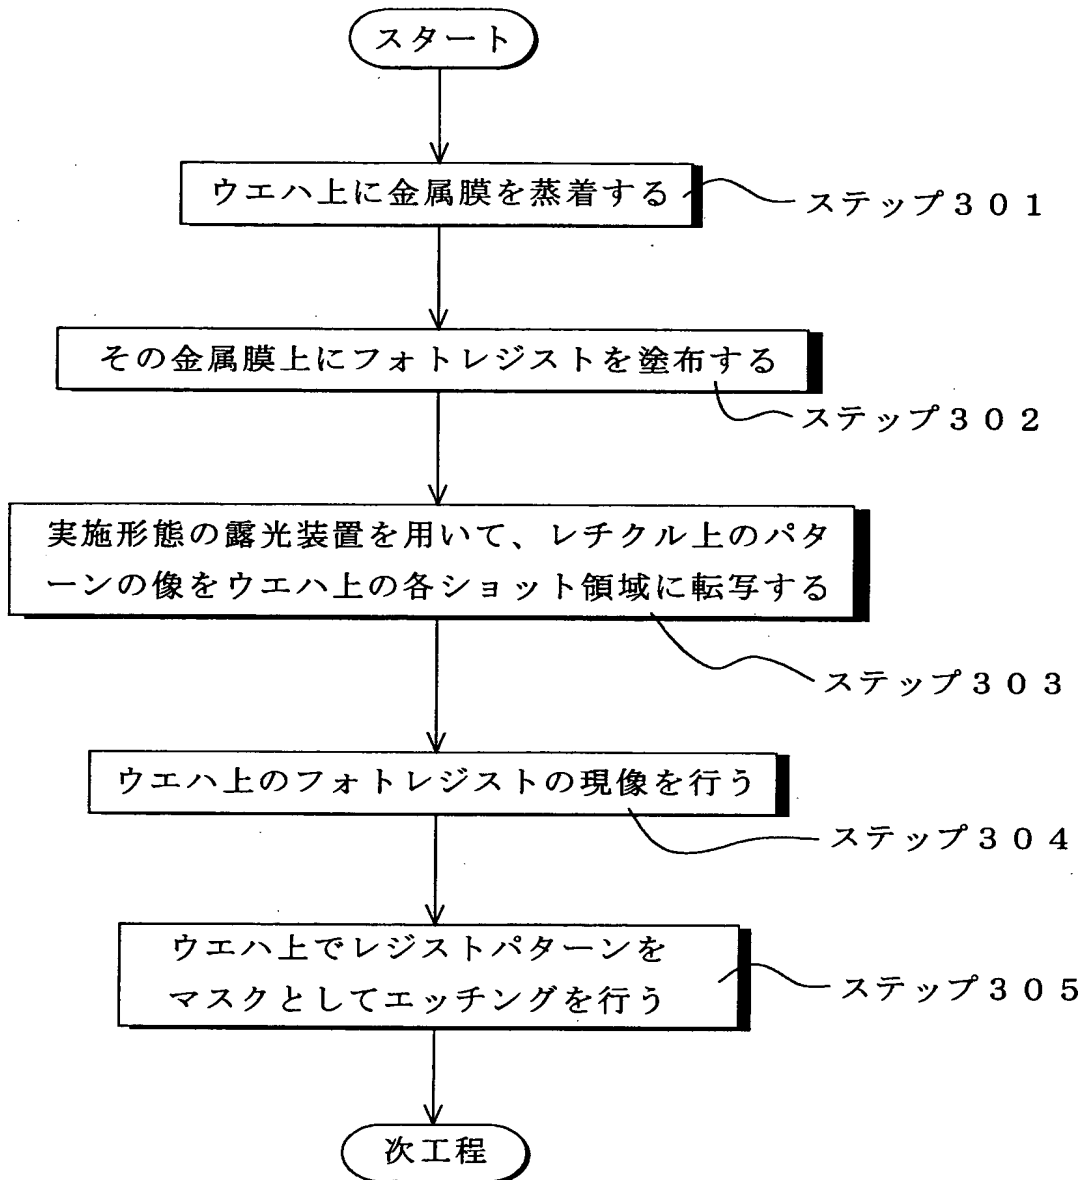 スタート
ウエハ上に金属膜を蒸着する
ステップ３０１
その金属膜上にフォトレジストを塗布する
ステップ３０２
実施形態の露光装置を用いて、レチクル上のパタ
ーンの像をウエハ上の各ショット領域に転写する
ステップ３０３
ウエハ上のフォトレジストの現像を行う
ステップ３０４
ウエハ上でレジストパターンを
マスクとしてエッチングを行う
ステップ３０５
次工程